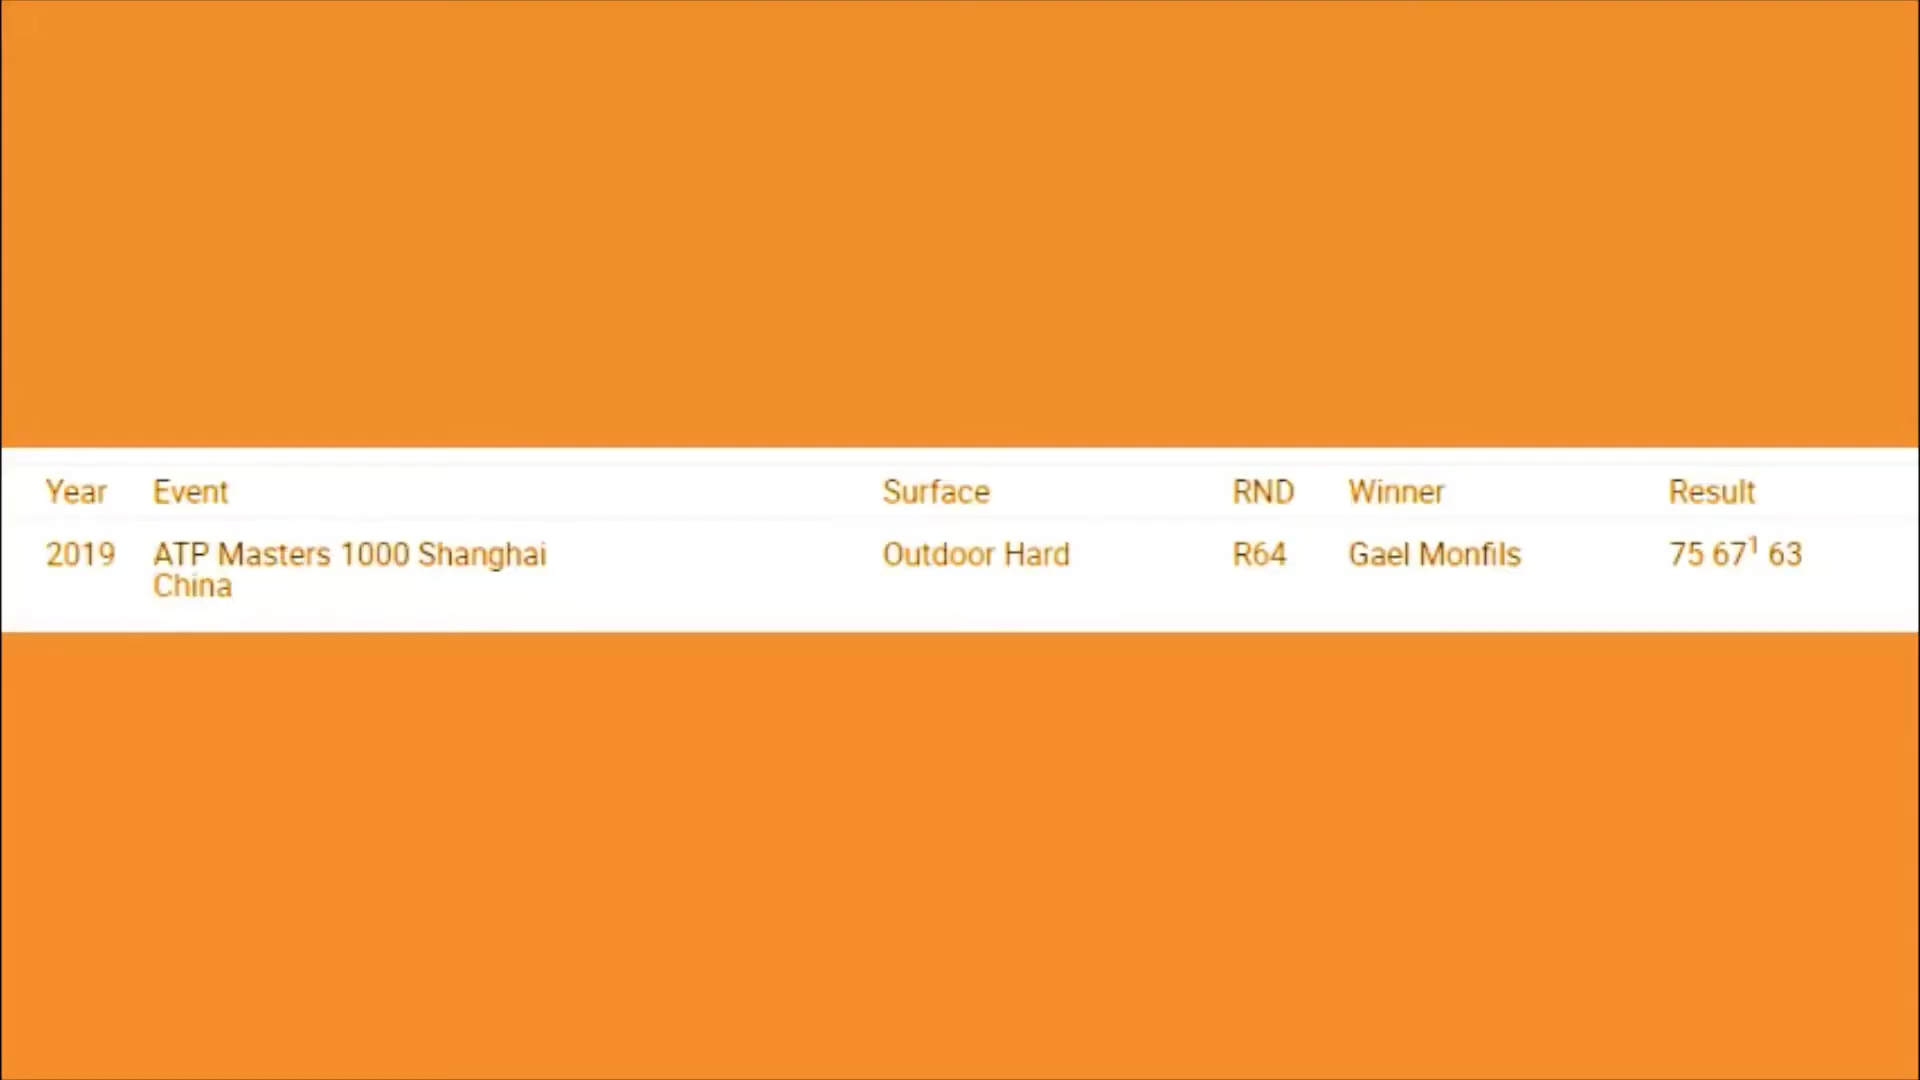 Year Event Surface RND Winner Result
2019 ATP Masters 1000 Shanghai Outdoor Hard R64 Gael Monfils 75 67¹ 63
China